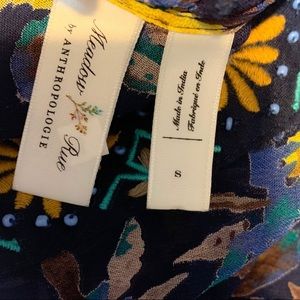 Meadow Rue
by ANTHROPOLOGIE
Made in India
Fabriqué en Inde
S